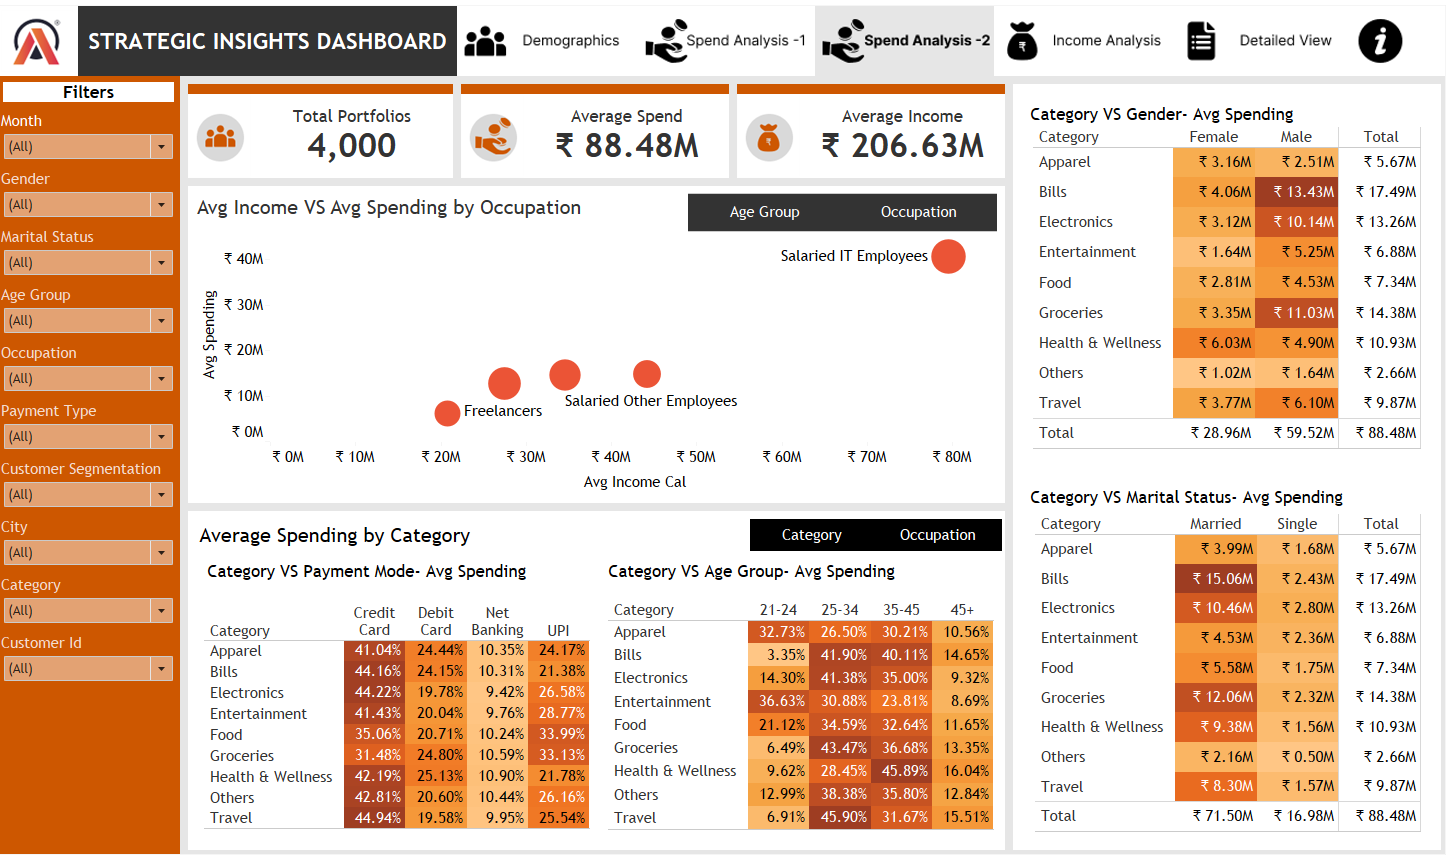 STRATEGIC INSIGHTS DASHBOARD
Demographics
Spend Analysis -1
Spend Analysis -2
Income Analysis
Detailed View
Filters
Month
(All)
Gender
(All)
Marital Status
(All)
Age Group
(All)
Occupation
(All)
Payment Type
(All)
Customer Segmentation
(All)
City
(All)
Category
(All)
Customer Id
(All)
Total Portfolios
4,000
Average Spend
₹ 88.48M
Average Income
₹ 206.63M
Avg Income VS Avg Spending by Occupation
Age Group Occupation
Avg Spending
₹ 40M
₹ 30M
₹ 20M
₹ 10M
₹ 0M
Salaried IT Employees
Freelancers
Salaried Other Employees
₹ 0M ₹ 10M ₹ 20M ₹ 30M ₹ 40M ₹ 50M ₹ 60M ₹ 70M ₹ 80M
Avg Income Cal
Average Spending by Category
Category Occupation
Category VS Payment Mode- Avg Spending
Category Credit Card Debit Card Net Banking UPI
Apparel 41.04% 24.44% 10.35% 24.17%
Bills 44.16% 24.15% 10.31% 21.38%
Electronics 44.22% 19.78% 9.42% 26.58%
Entertainment 41.43% 20.04% 9.76% 28.77%
Food 35.06% 20.71% 10.24% 33.99%
Groceries 31.48% 24.80% 10.59% 33.13%
Health & Wellness 42.19% 25.13% 10.90% 21.78%
Others 42.81% 20.60% 10.44% 26.16%
Travel 44.94% 19.58% 9.95% 25.54%
Category VS Age Group- Avg Spending
Category 21-24 25-34 35-45 45+
Apparel 32.73% 26.50% 30.21% 10.56%
Bills 3.35% 41.90% 40.11% 14.65%
Electronics 14.30% 41.38% 35.00% 9.32%
Entertainment 36.63% 30.88% 23.81% 8.69%
Food 21.12% 34.59% 32.64% 11.65%
Groceries 6.49% 43.47% 36.68% 13.35%
Health & Wellness 9.62% 28.45% 45.89% 16.04%
Others 12.99% 38.38% 35.80% 12.84%
Travel 6.91% 45.90% 31.67% 15.51%
Category VS Gender- Avg Spending
Category Female Male Total
Apparel ₹ 3.16M ₹ 2.51M ₹ 5.67M
Bills ₹ 4.06M ₹ 13.43M ₹ 17.49M
Electronics ₹ 3.12M ₹ 10.14M ₹ 13.26M
Entertainment ₹ 1.64M ₹ 5.25M ₹ 6.88M
Food ₹ 2.81M ₹ 4.53M ₹ 7.34M
Groceries ₹ 3.35M ₹ 11.03M ₹ 14.38M
Health & Wellness ₹ 6.03M ₹ 4.90M ₹ 10.93M
Others ₹ 1.02M ₹ 1.64M ₹ 2.66M
Travel ₹ 3.77M ₹ 6.10M ₹ 9.87M
Total ₹ 28.96M ₹ 59.52M ₹ 88.48M
Category VS Marital Status- Avg Spending
Category Married Single Total
Apparel ₹ 3.99M ₹ 1.68M ₹ 5.67M
Bills ₹ 15.06M ₹ 2.43M ₹ 17.49M
Electronics ₹ 10.46M ₹ 2.80M ₹ 13.26M
Entertainment ₹ 4.53M ₹ 2.36M ₹ 6.88M
Food ₹ 5.58M ₹ 1.75M ₹ 7.34M
Groceries ₹ 12.06M ₹ 2.32M ₹ 14.38M
Health & Wellness ₹ 9.38M ₹ 1.56M ₹ 10.93M
Others ₹ 2.16M ₹ 0.50M ₹ 2.66M
Travel ₹ 8.30M ₹ 1.57M ₹ 9.87M
Total ₹ 71.50M ₹ 16.98M ₹ 88.48M